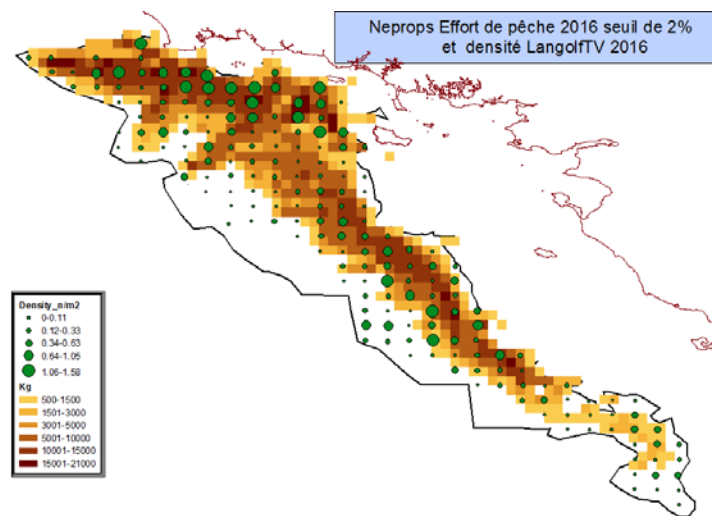 Neprops Effort de pêche 2016 seuil de 2%
et densité LangolfTV 2016
Density_n/m2
0-0.11
0.12-0.33
0.34-0.63
0.64-1.05
1.06-1.58
Kg
500-1500
1501-3000
3001-5000
5001-10000
10001-15000
15001-21000